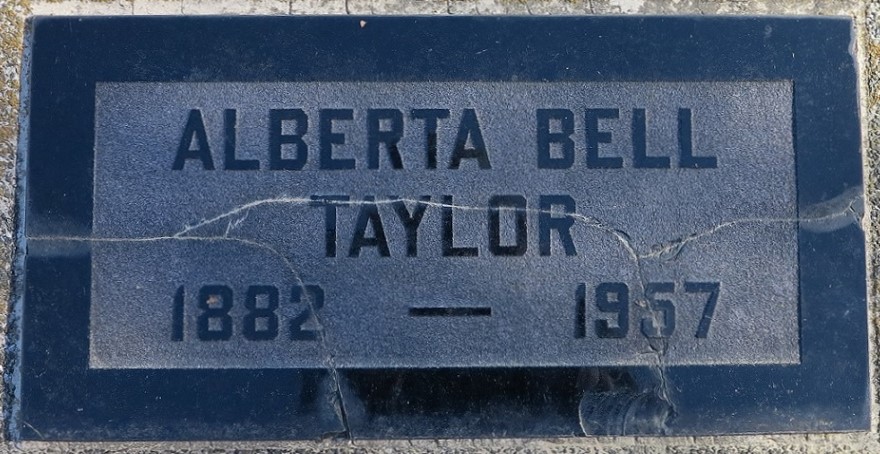 ALBERTA BELL
TAYLOR
1882 — 1957